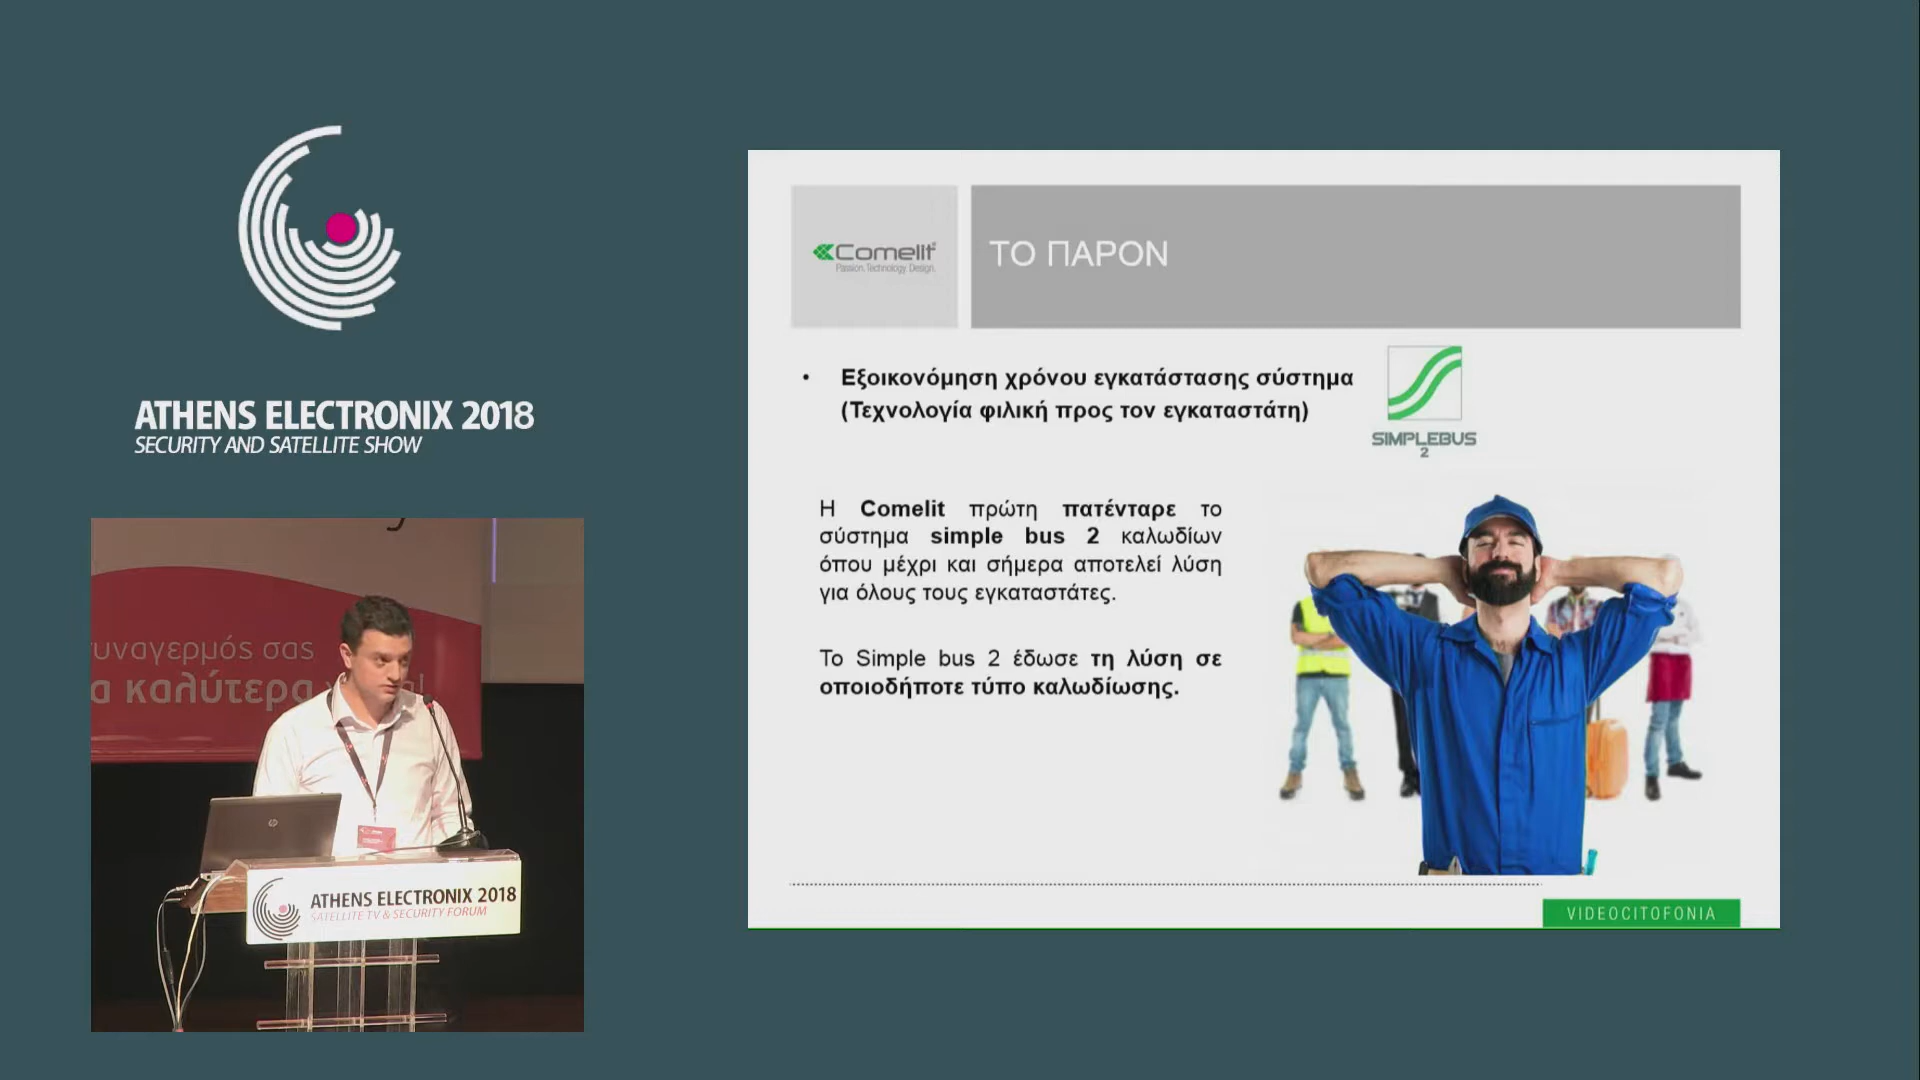 ATHENS ELECTRONIX 2018
SECURITY AND SATELLITE SHOW
υναγερμός σας
α καλύτερα
hp
ATHENS ELECTRONIX 2018
SATELLITE TV & SECURITY FORUM
Comelit
Passion. Technology. Design.
ΤΟ ΠΑΡΟΝ
• Εξοικονόμηση χρόνου εγκατάστασης σύστημα
(Τεχνολογία φιλική προς τον εγκαταστάτη)
SIMPLEBUS
2
Η Comelit πρώτη πατένταρε το
σύστημα simple bus 2 καλωδίων
όπου μέχρι και σήμερα αποτελεί λύση
για όλους τους εγκαταστάτες.
Το Simple bus 2 έδωσε τη λύση σε
οποιοδήποτε τύπο καλωδίωσης.
VIDEOCITOFONIA